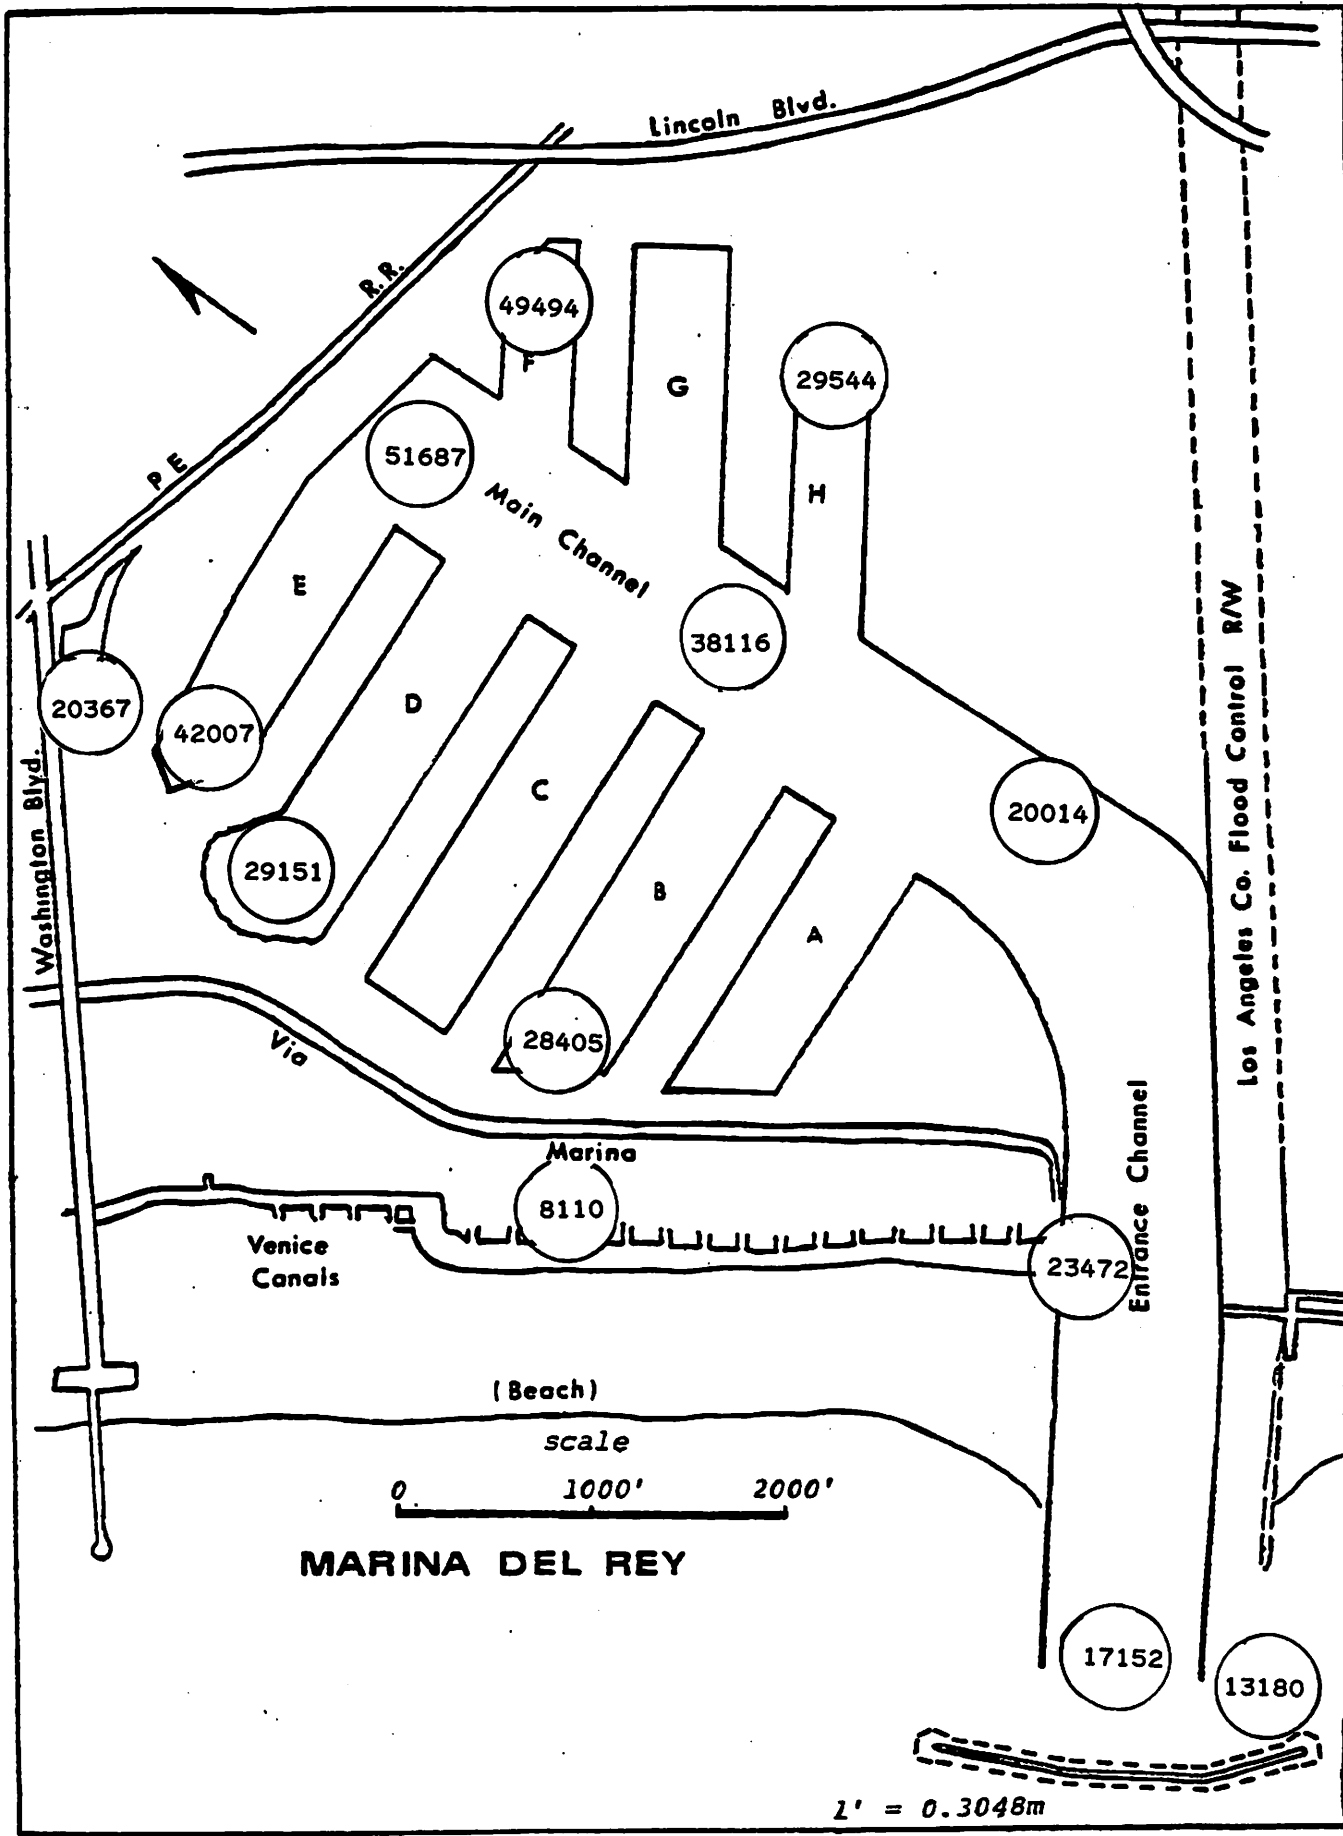 Lincoln Blvd.
R.R.
49494
F
G
29544
51687
P E
Main Channel
H
E
38116
Los Angeles Co. Flood Control R/W
20367
42007
D
C
20014
Washington Blvd.
29151
B
A
28405
Via
Marina
8110
Venice
Canals
23472
Entrance Channel
(Beach)
scale
0 1000' 2000'
MARINA DEL REY
17152
13180
1' = 0.3048m